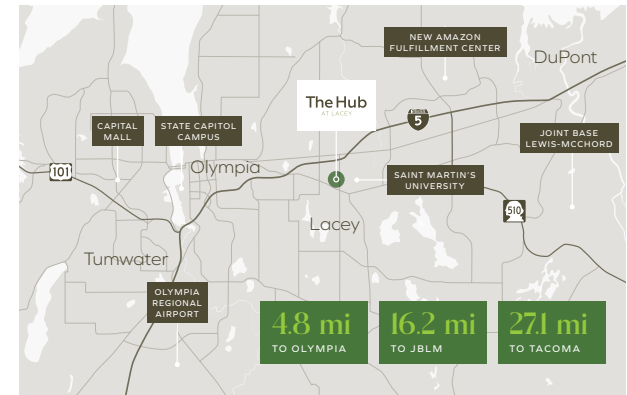 NEW AMAZON
FULFILLMENT CENTER
DuPont
The Hub
AT LACEY
5
CAPITAL
MALL
STATE CAPITOL
CAMPUS
JOINT BASE
LEWIS-MCCHORD
Olympia
101
SAINT MARTIN'S
UNIVERSITY
510
Lacey
Tumwater
OLYMPIA
REGIONAL
AIRPORT
4.8 mi
TO OLYMPIA
16.2 mi
TO JBLM
27.1 mi
TO TACOMA